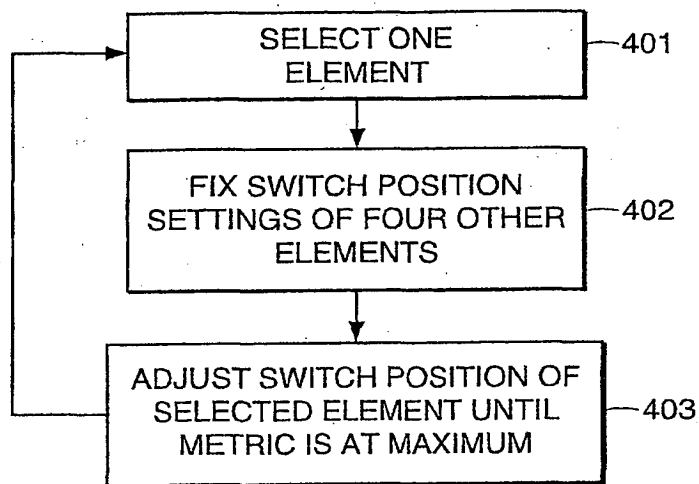 SELECT ONE
ELEMENT
401
FIX SWITCH POSITION
SETTINGS OF FOUR OTHER
ELEMENTS
402
ADJUST SWITCH POSITION OF
SELECTED ELEMENT UNTIL
METRIC IS AT MAXIMUM
403